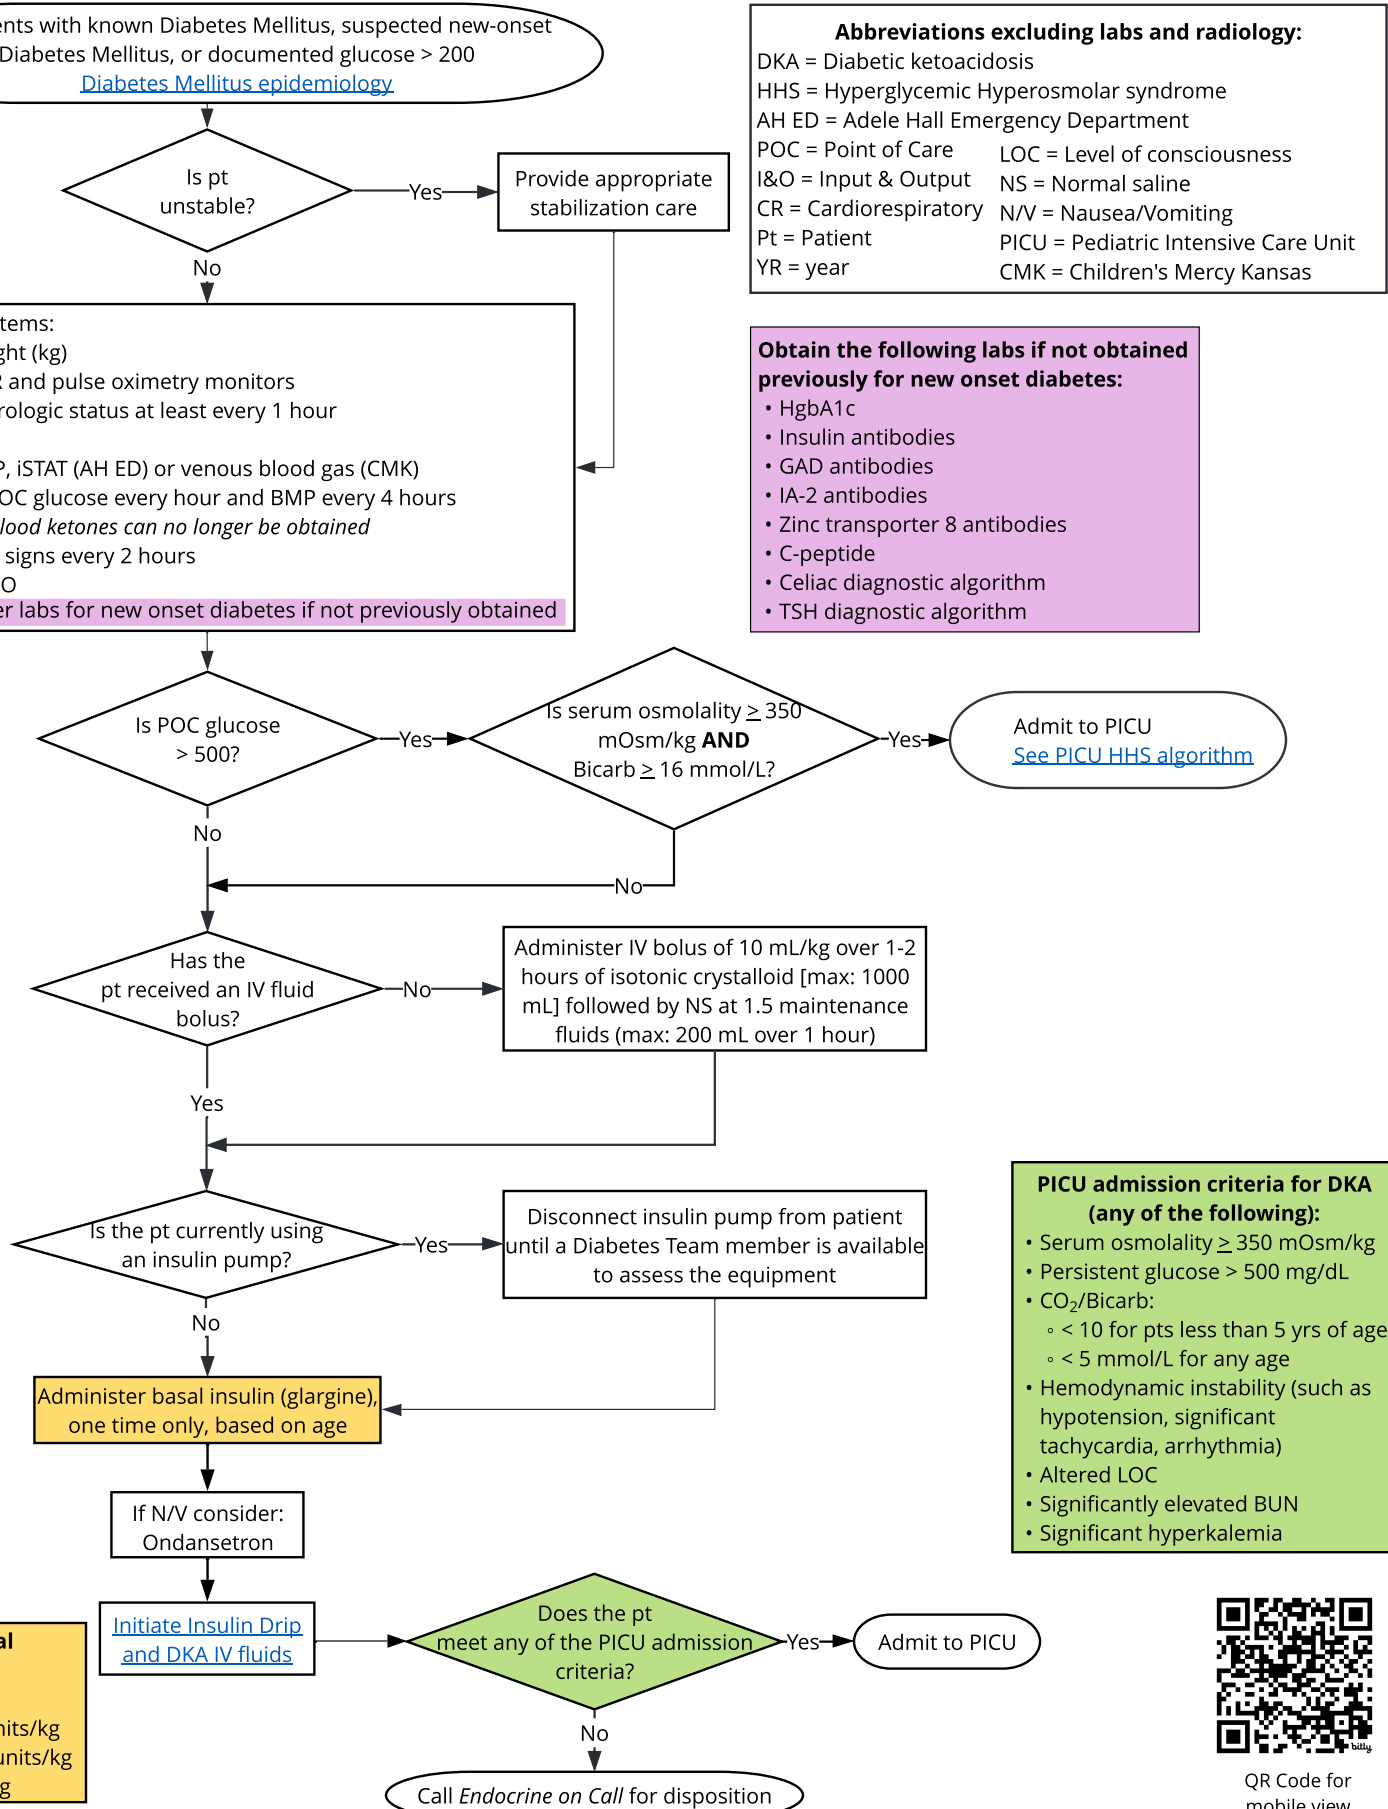 with known Diabetes Mellitus, suspected new-onset
Diabetes Mellitus, or documented glucose > 200
Diabetes Mellitus epidemiology
Abbreviations excluding labs and radiology:
DKA = Diabetic ketoacidosis
HHS = Hyperglycemic Hyperosmolar syndrome
AH ED = Adele Hall Emergency Department
POC = Point of Care
I&O = Input & Output
CR = Cardiorespiratory
Pt = Patient
YR = year
LOC = Level of consciousness
NS = Normal saline
N/V = Nausea/Vomiting
PICU = Pediatric Intensive Care Unit
CMK = Children's Mercy Kansas
Is pt
unstable?
Yes
Provide appropriate
stabilization care
No
tems:
ght (kg)
R and pulse oximetry monitors
rologic status at least every 1 hour
P, iSTAT (AH ED) or venous blood gas (CMK)
OC glucose every hour and BMP every 4 hours
lood ketones can no longer be obtained
signs every 2 hours
O
er labs for new onset diabetes if not previously obtained
Obtain the following labs if not obtained
previously for new onset diabetes:
• HgbA1c
• Insulin antibodies
• GAD antibodies
• IA-2 antibodies
• Zinc transporter 8 antibodies
• C-peptide
• Celiac diagnostic algorithm
• TSH diagnostic algorithm
Is POC glucose
> 500?
Yes
Is serum osmolality ≥ 350
mOsm/kg AND
Bicarb ≥ 16 mmol/L?
Yes
Admit to PICU
See PICU HHS algorithm
No
No
Has the
pt received an IV fluid
bolus?
No
Administer IV bolus of 10 mL/kg over 1-2
hours of isotonic crystalloid [max: 1000
mL] followed by NS at 1.5 maintenance
fluids (max: 200 mL over 1 hour)
Yes
Is the pt currently using
an insulin pump?
Yes
Disconnect insulin pump from patient
until a Diabetes Team member is available
to assess the equipment
No
Administer basal insulin (glargine),
one time only, based on age
If N/V consider:
Ondansetron
Initiate Insulin Drip
and DKA IV fluids
PICU admission criteria for DKA
(any of the following):
• Serum osmolality ≥ 350 mOsm/kg
• Persistent glucose > 500 mg/dL
• CO₂/Bicarb:
◦ < 10 for pts less than 5 yrs of age
◦ < 5 mmol/L for any age
• Hemodynamic instability (such as
hypotension, significant
tachycardia, arrhythmia)
• Altered LOC
• Significantly elevated BUN
• Significant hyperkalemia
Does the pt
meet any of the PICU admission
criteria?
Yes
Admit to PICU
No
Call Endocrine on Call for disposition
al
nits/kg
units/kg
g
bitly
QR Code for
mobile view